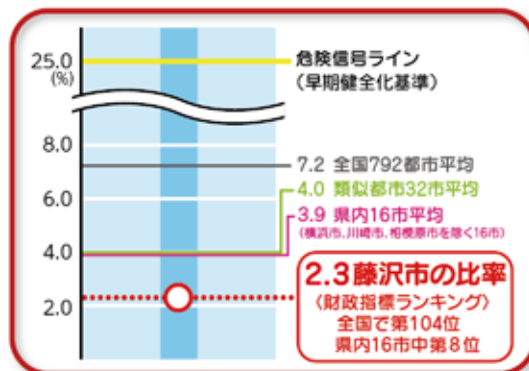 25.0
(%)
危険信号ライン
(早期健全化基準)
8.0
7.2 全国792都市平均
6.0
4.0 類似都市32市平均
3.9 県内16市平均
(横浜市、川崎市、相模原市を除く16市)
4.0
2.3 藤沢市の比率
〈財政指標ランキング〉
全国で第104位
県内16市中第8位
2.0